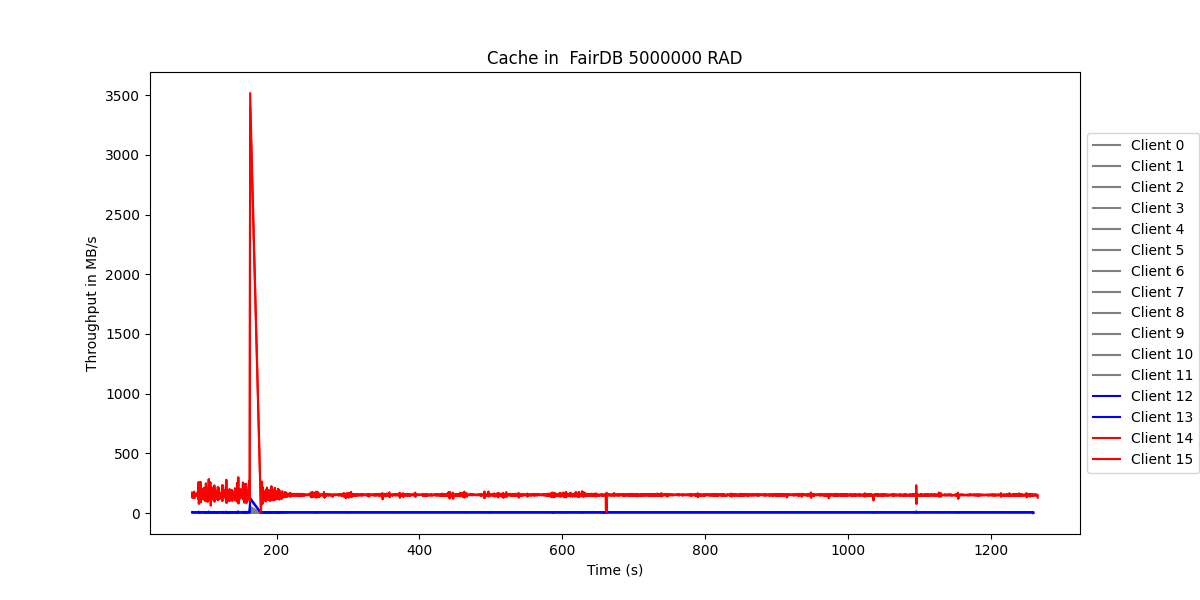 Cache in  FairDB 5000000 RAD
Throughput in MB/s
3500
3000
2500
2000
1500
1000
500
0
200 400 600 800 1000 1200
Time (s)
Client 0
Client 1
Client 2
Client 3
Client 4
Client 5
Client 6
Client 7
Client 8
Client 9
Client 10
Client 11
Client 12
Client 13
Client 14
Client 15